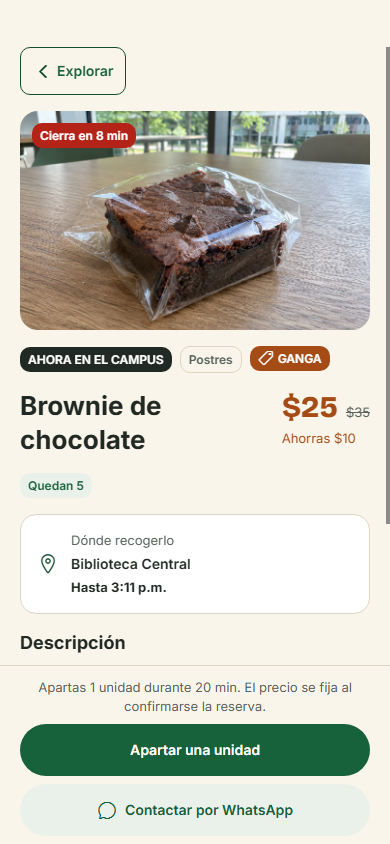 Explorar
Cierra en 8 min
AHORA EN EL CAMPUS
Postres
GANGA
Brownie de
chocolate
$25 $35
Ahorras $10
Quedan 5
Dónde recogerlo
Biblioteca Central
Hasta 3:11 p.m.
Descripción
Apartas 1 unidad durante 20 min. El precio se fija al
confirmarse la reserva.
Apartar una unidad
Contactar por WhatsApp